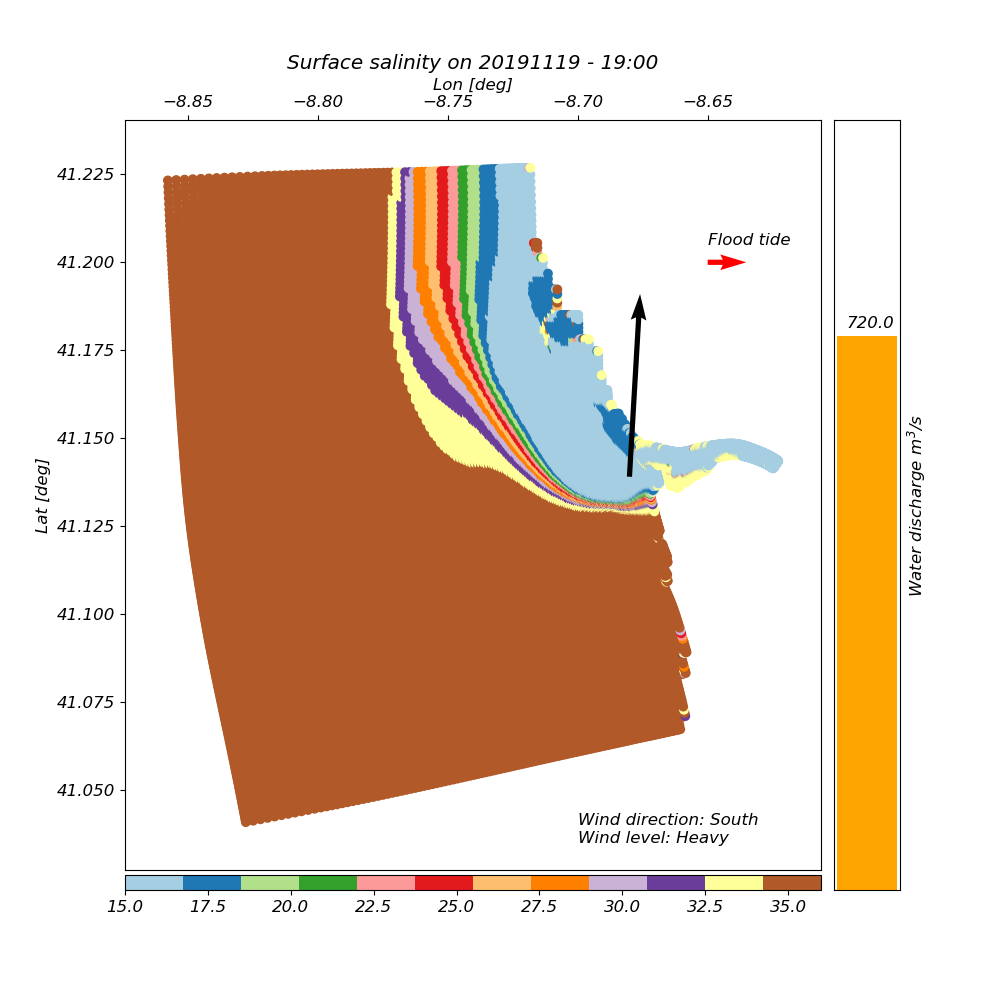 Surface salinity on 20191119 - 19:00
Lon [deg]
−8.85 −8.80 −8.75 −8.70 −8.65
41.225
41.200
41.175
41.150
41.125
41.100
41.075
41.050
Lat [deg]
Flood tide
720.0
Water discharge m³/s
Wind direction: South
Wind level: Heavy
15.0 17.5 20.0 22.5 25.0 27.5 30.0 32.5 35.0